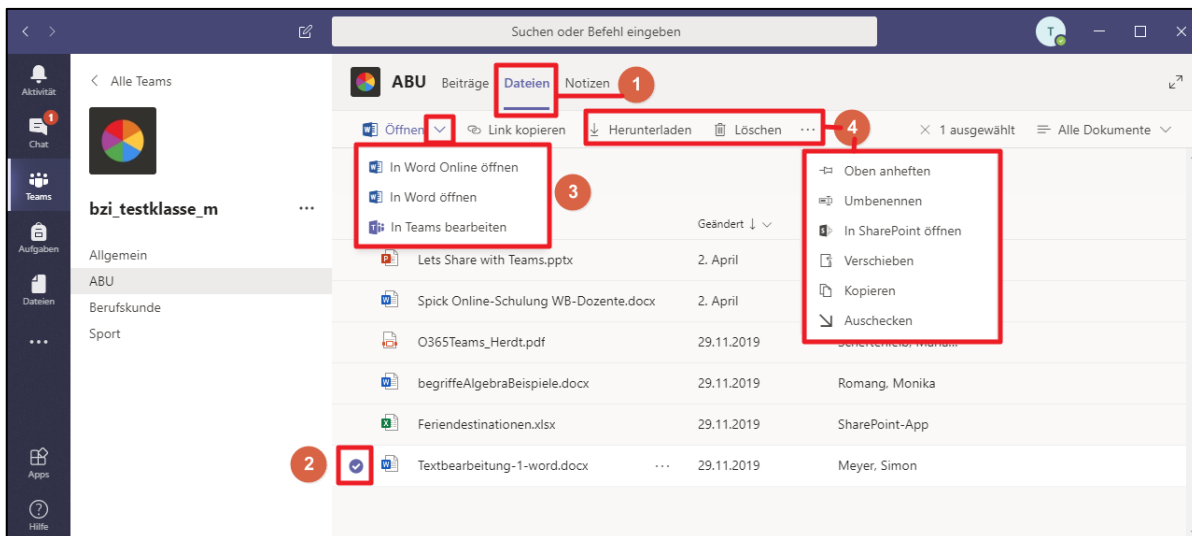 Suchen oder Befehl eingeben
T
Aktivität
1
Chat
Teams
Aufgaben
Dateien
Apps
?
Hilfe
Alle Teams
bzi_testklasse_m
Allgemein
ABU
Berufskunde
Sport
ABU Beiträge Dateien Notizen 1
Öffnen Link kopieren Herunterladen Löschen 4 1 ausgewählt Alle Dokumente
In Word Online öffnen
In Word öffnen
In Teams bearbeiten
3
Oben anheften
Umbenennen
In SharePoint öffnen
Verschieben
Kopieren
Auschecken
Geändert
Lets Share with Teams.pptx 2. April
Spick Online-Schulung WB-Dozente.docx 2. April
O365Teams_Herdt.pdf 29.11.2019
begriffeAlgebraBeispiele.docx 29.11.2019 Romang, Monika
Feriendestinationen.xlsx 29.11.2019 SharePoint-App
2 Textbearbeitung-1-word.docx ... 29.11.2019 Meyer, Simon